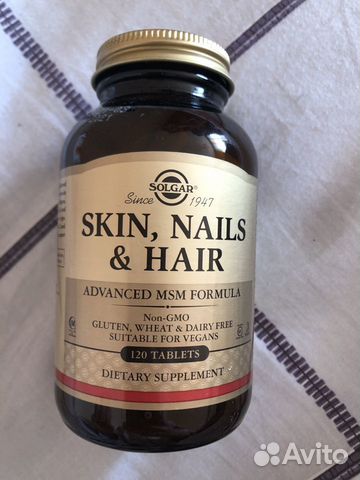 SOLGAR®
Since 1947
SKIN, NAILS
& HAIR
ADVANCED MSM FORMULA
Non-GMO
GLUTEN, WHEAT & DAIRY FREE
SUITABLE FOR VEGANS
120 TABLETS
DIETARY SUPPLEMENT
Avito